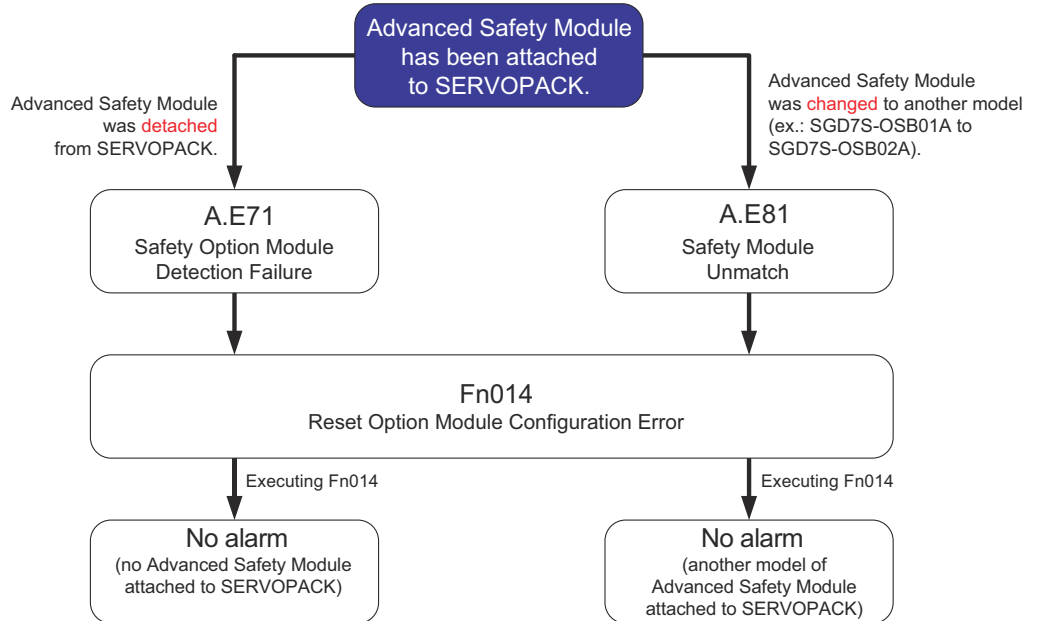 Advanced Safety Module
has been attached
to SERVOPACK.
Advanced Safety Module
was detached
from SERVOPACK.
Advanced Safety Module
was changed to another model
(ex.: SGD7S-OSB01A to
SGD7S-OSB02A).
A.E71
Safety Option Module
Detection Failure
A.E81
Safety Module
Unmatch
Fn014
Reset Option Module Configuration Error
Executing Fn014
Executing Fn014
No alarm
(no Advanced Safety Module
attached to SERVOPACK)
No alarm
(another model of
Advanced Safety Module
attached to SERVOPACK)